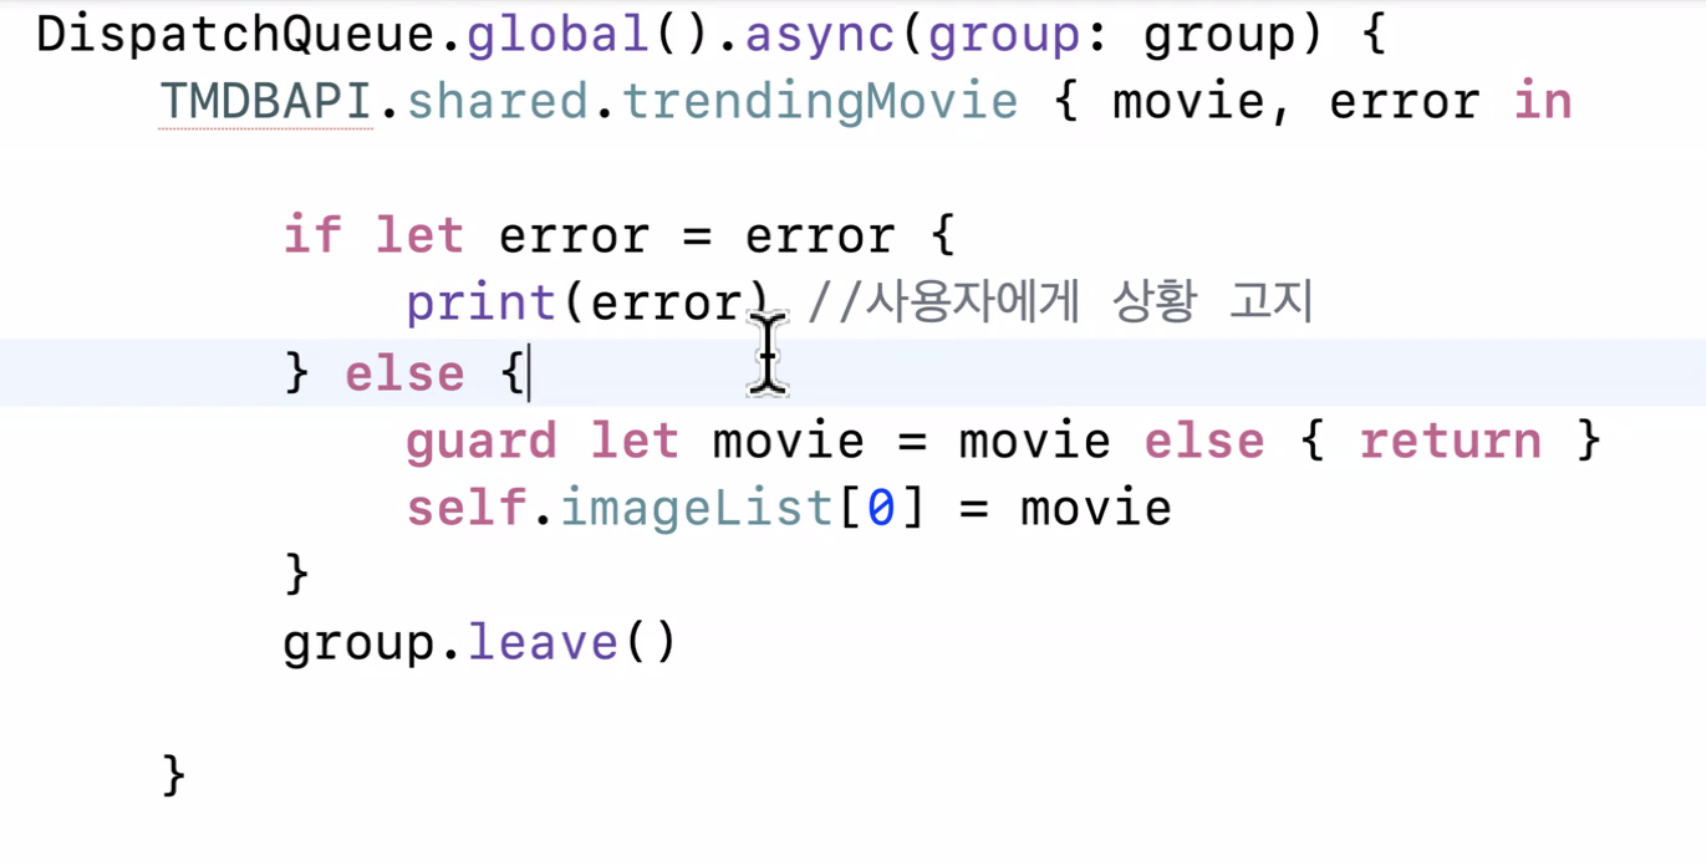 DispatchQueue.global().async(group: group) {
TMDBAPI.shared.trendingMovie { movie, error in
if let error = error {
print(error) //사용자에게 상황 고지
} else {
guard let movie = movie else { return }
self.imageList[0] = movie
}
group.leave()
}